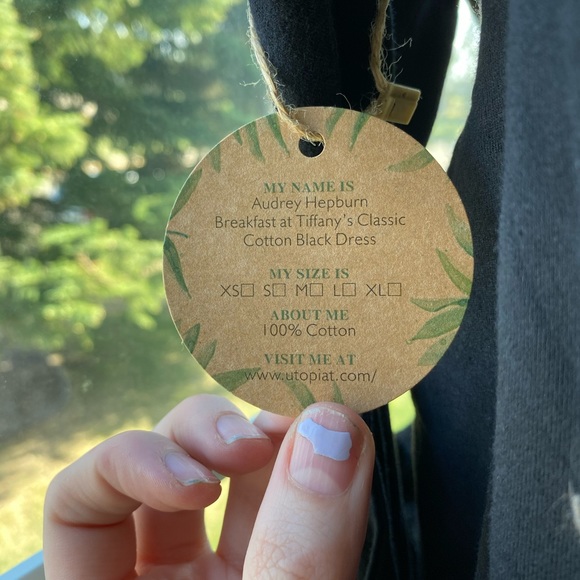 MY NAME IS
Audrey Hepburn
Breakfast at Tiffany's Classic
Cotton Black Dress
MY SIZE IS
XS☐ S☐ M☐ L☐ XL☐
ABOUT ME
100% Cotton
VISIT ME AT
www.utopiat.com/